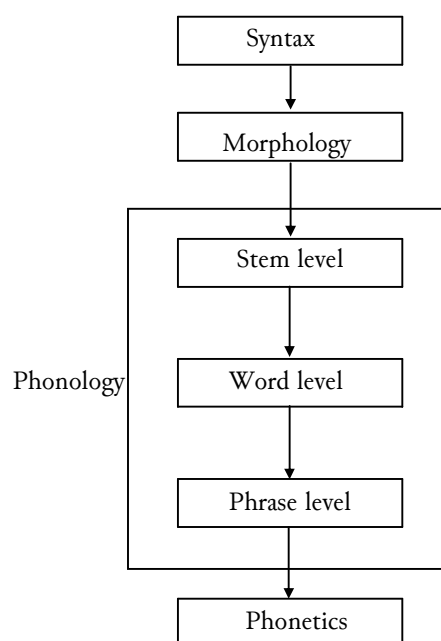 Syntax
Morphology
Stem level
Phonology
Word level
Phrase level
Phonetics